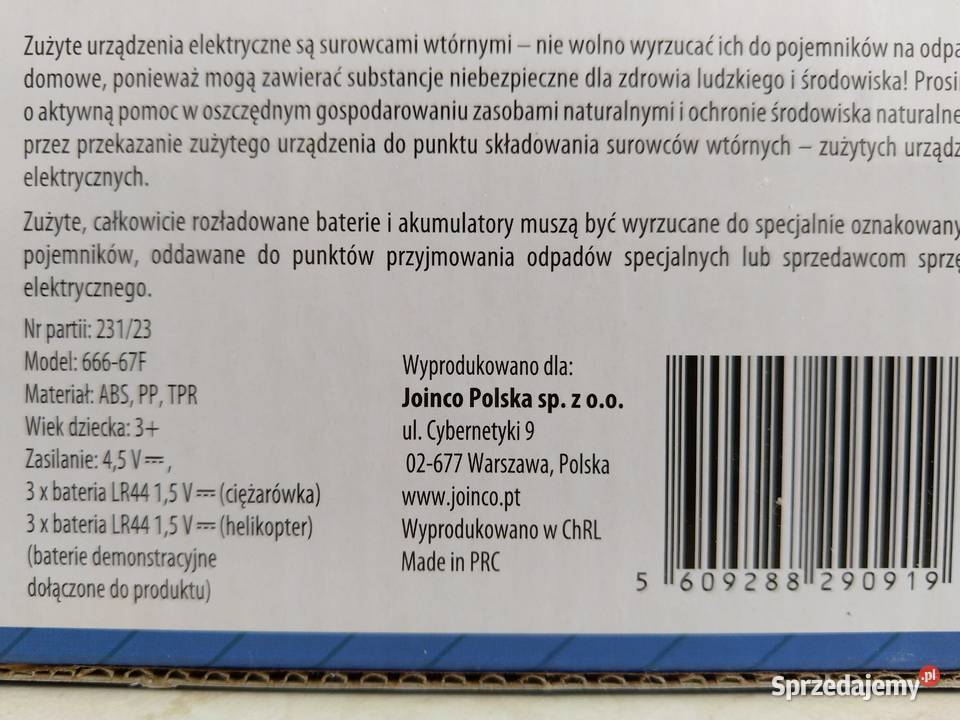 Zużyte urządzenia elektryczne są surowcami wtórnymi – nie wolno wyrzucać ich do pojemników na odpa
domowe, ponieważ mogą zawierać substancje niebezpieczne dla zdrowia ludzkiego i środowiska! Prosi
o aktywną pomoc w oszczędnym gospodarowaniu zasobami naturalnymi i ochronie środowiska naturalne
przez przekazanie zużytego urządzenia do punktu składowania surowców wtórnych – zużytych urządz
elektrycznych.
Zużyte, całkowicie rozładowane baterie i akumulatory muszą być wyrzucane do specjalnie oznakowany
pojemników, oddawane do punktów przyjmowania odpadów specjalnych lub sprzedawcom sprzę
elektrycznego.
Nr partii: 231/23
Model: 666-67F
Materiał: ABS, PP, TPR
Wiek dziecka: 3+
Zasilanie: 4,5 V⎓,
3 x bateria LR44 1,5 V⎓ (ciężarówka)
3 x bateria LR44 1,5 V⎓ (helikopter)
(baterie demonstracyjne
dołączone do produktu)
Wyprodukowano dla:
Joinco Polska sp. z o.o.
ul. Cybernetyki 9
02-677 Warszawa, Polska
www.joinco.pt
Wyprodukowano w ChRL
Made in PRC
5 609288 290919
Sprzedajemy.pl